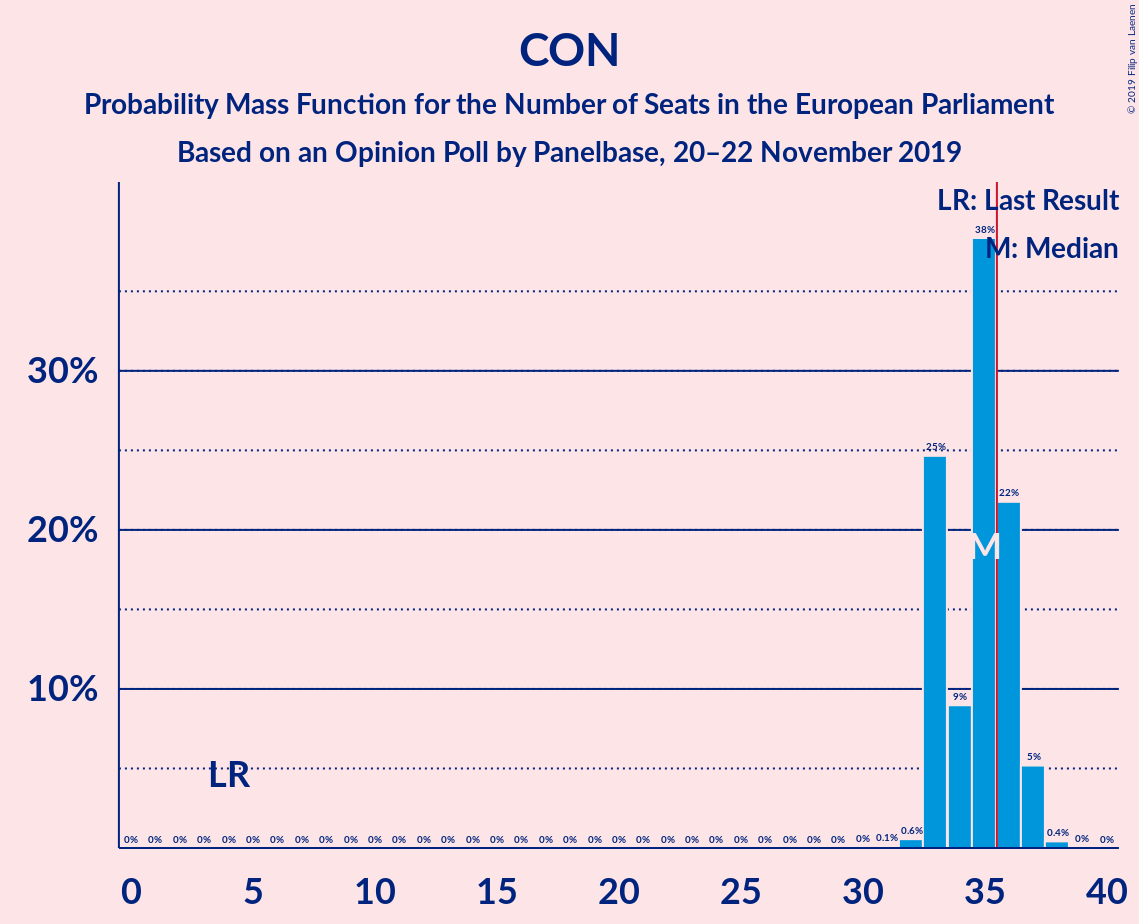 CON
Probability Mass Function for the Number of Seats in the European Parliament
Based on an Opinion Poll by Panelbase, 20–22 November 2019
© 2019 Filip van Laenen
LR: Last Result
M: Median
38%
30%
25%
22%
20%
M
10%
9%
LR
5%
0% 0% 0% 0% 0% 0% 0% 0% 0% 0% 0% 0% 0% 0% 0% 0% 0% 0% 0% 0% 0% 0% 0% 0% 0% 0% 0% 0% 0% 0% 0% 0.1% 0.6% 0.4% 0% 0%
0 5 10 15 20 25 30 35 40